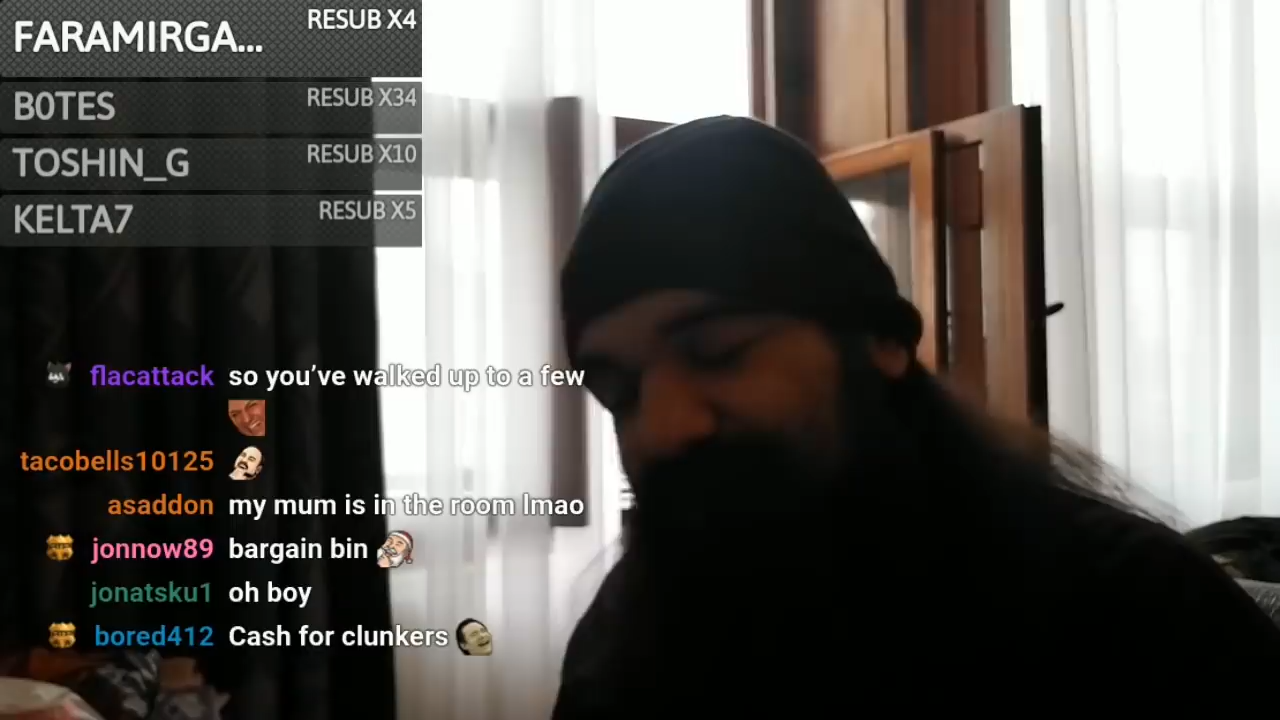 FARAMIRGA... RESUB X4
B0TES RESUB X34
TOSHIN_G RESUB X10
KELTA7 RESUB X5
flacattack so you’ve walked up to a few
tacobells10125
asaddon my mum is in the room lmao
jonnow89 bargain bin
jonatsku1 oh boy
bored412 Cash for clunkers